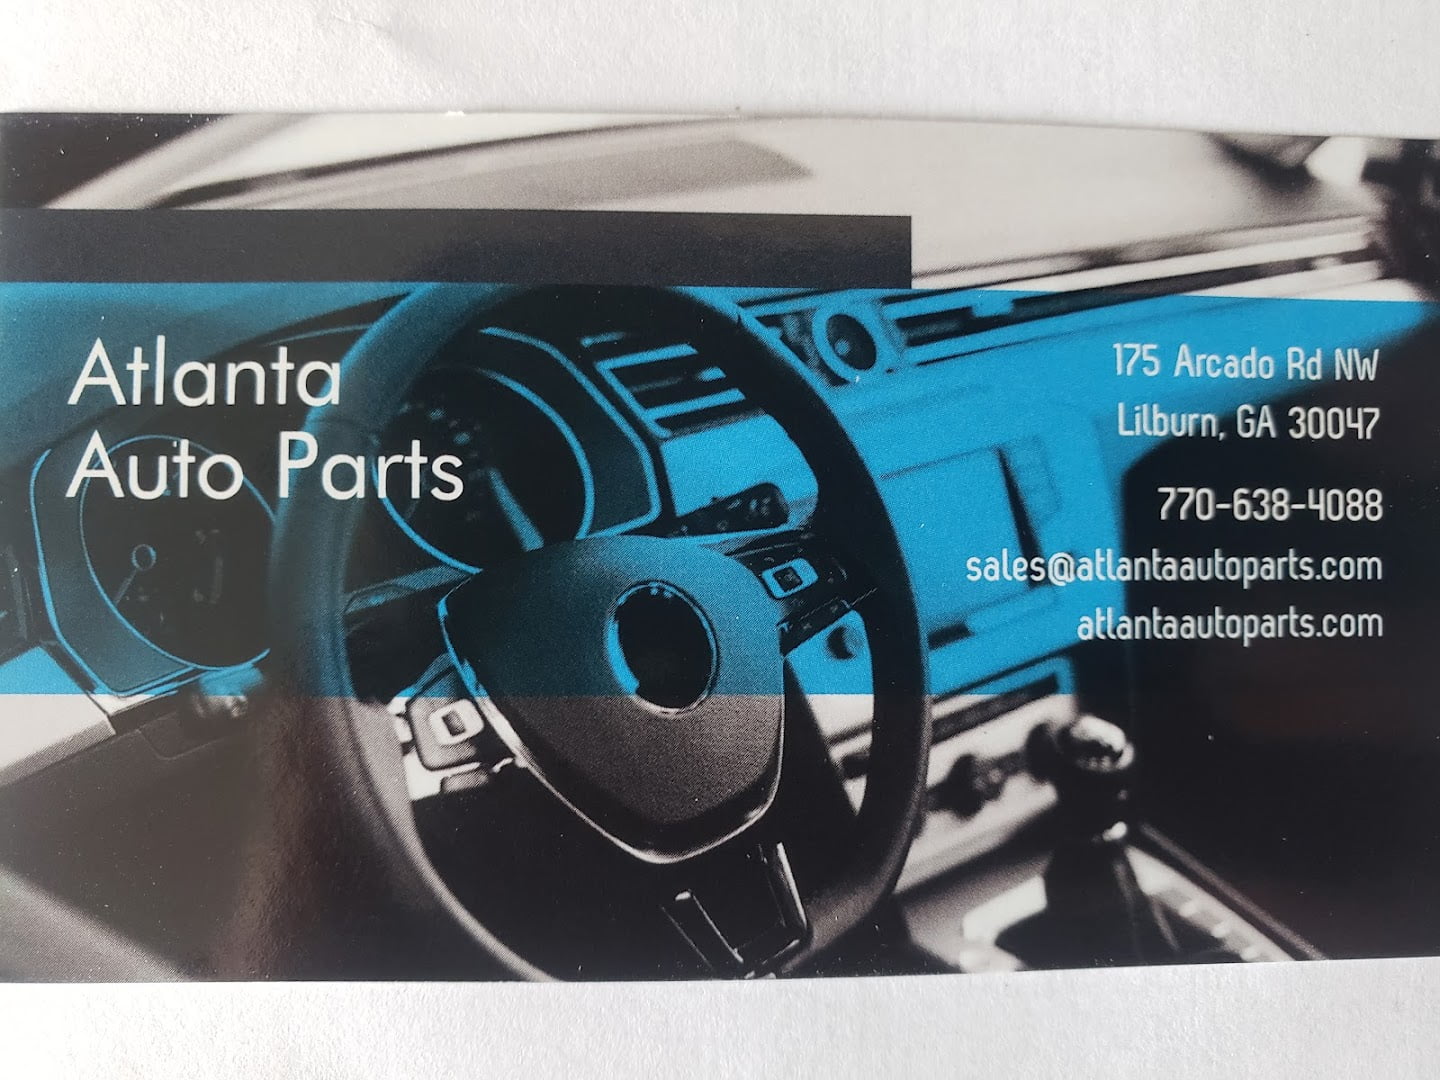 Atlanta
Auto Parts
175 Arcado Rd NW
Lilburn, GA 30047
770-638-4088
sales@atlantaautoparts.com
atlantaautoparts.com